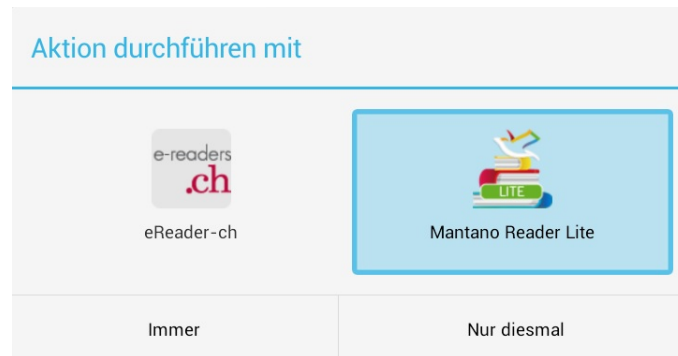 Aktion durchführen mit
e-readers
.ch
LITE
eReader-ch
Mantano Reader Lite
Immer
Nur diesmal